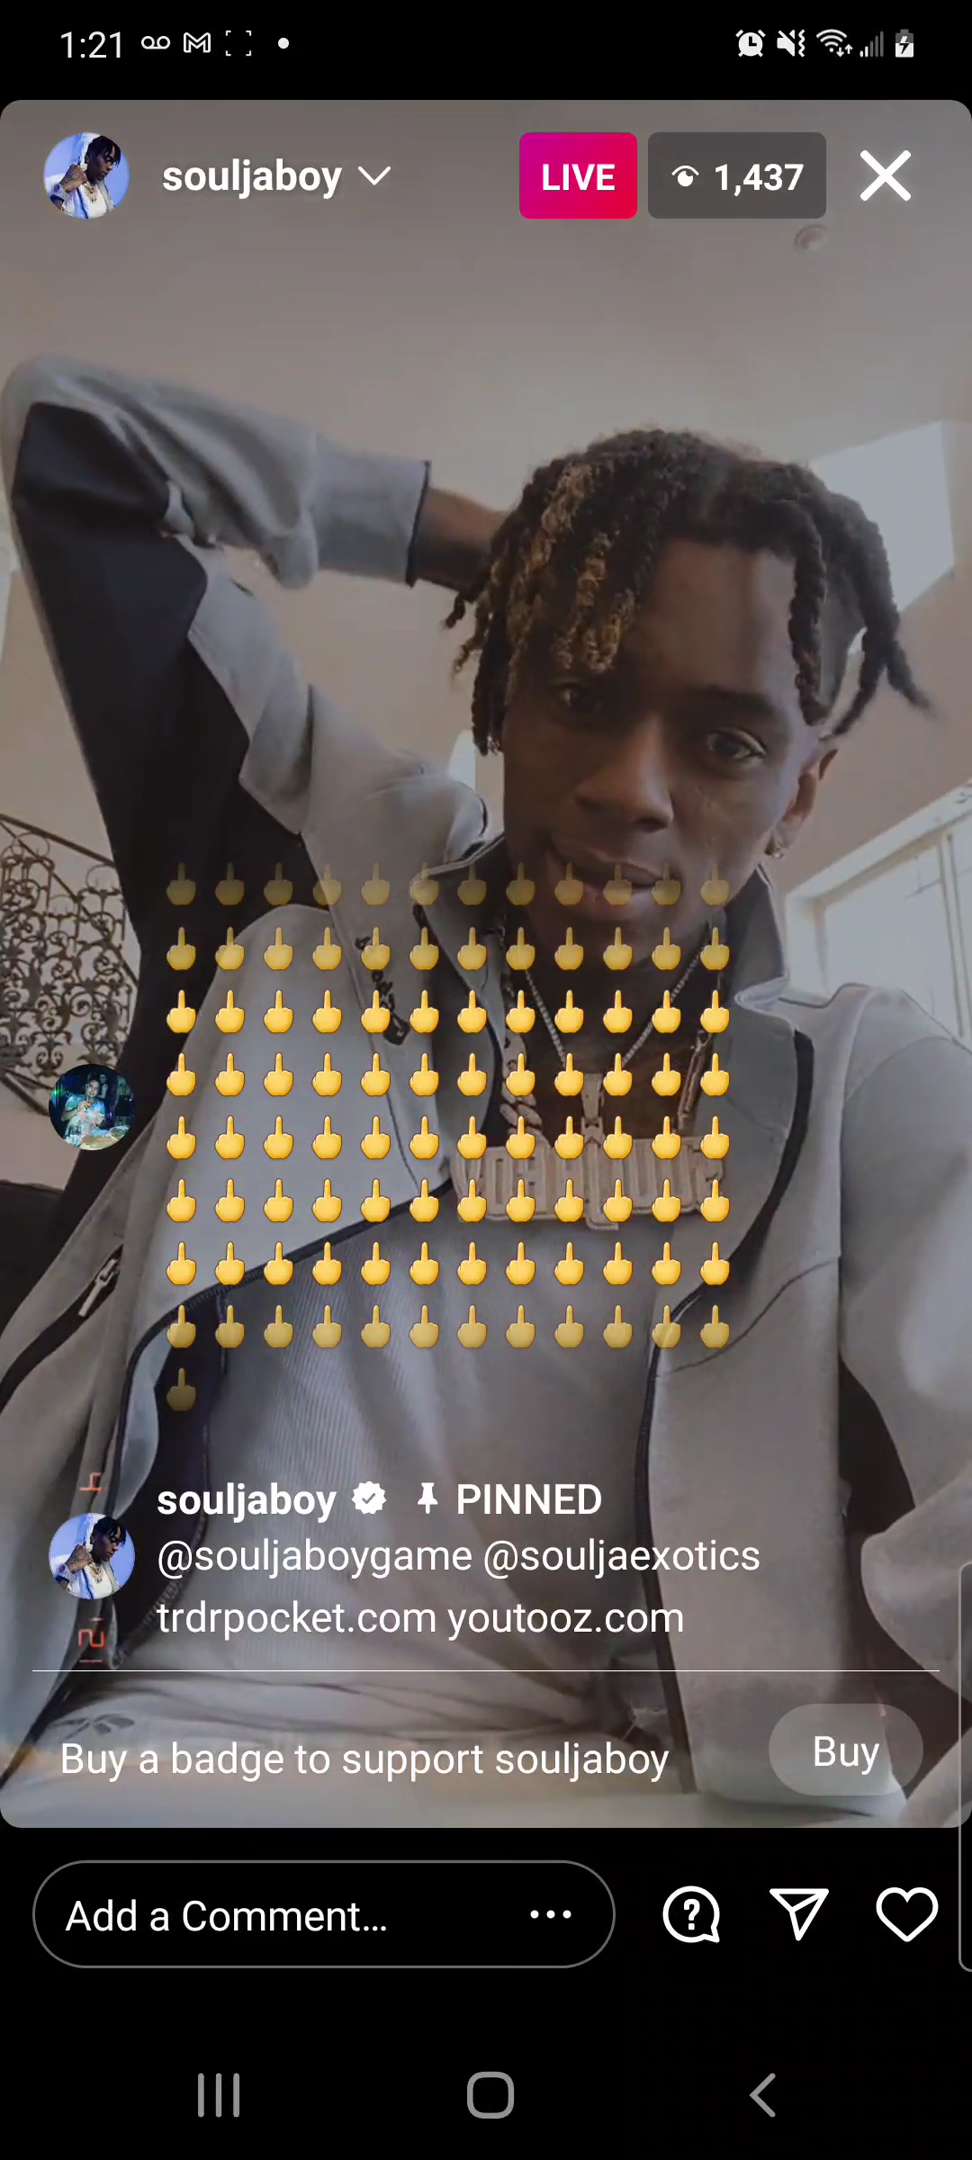 1:21
souljaboy
LIVE
1,437
🖕🖕🖕🖕🖕🖕🖕🖕🖕🖕🖕🖕
🖕🖕🖕🖕🖕🖕🖕🖕🖕🖕🖕🖕
🖕🖕🖕🖕🖕🖕🖕🖕🖕🖕🖕🖕
🖕🖕🖕🖕🖕🖕🖕🖕🖕🖕🖕🖕
🖕🖕🖕🖕🖕🖕🖕🖕🖕🖕🖕🖕
🖕🖕🖕🖕🖕🖕🖕🖕🖕🖕🖕🖕
🖕🖕🖕🖕🖕🖕🖕🖕🖕🖕🖕🖕
🖕🖕🖕🖕🖕🖕🖕🖕🖕🖕🖕🖕
🖕
souljaboy PINNED
@souljaboygame @souljaexotics
trdrpocket.com youtooz.com
Buy a badge to support souljaboy
Buy
Add a Comment...